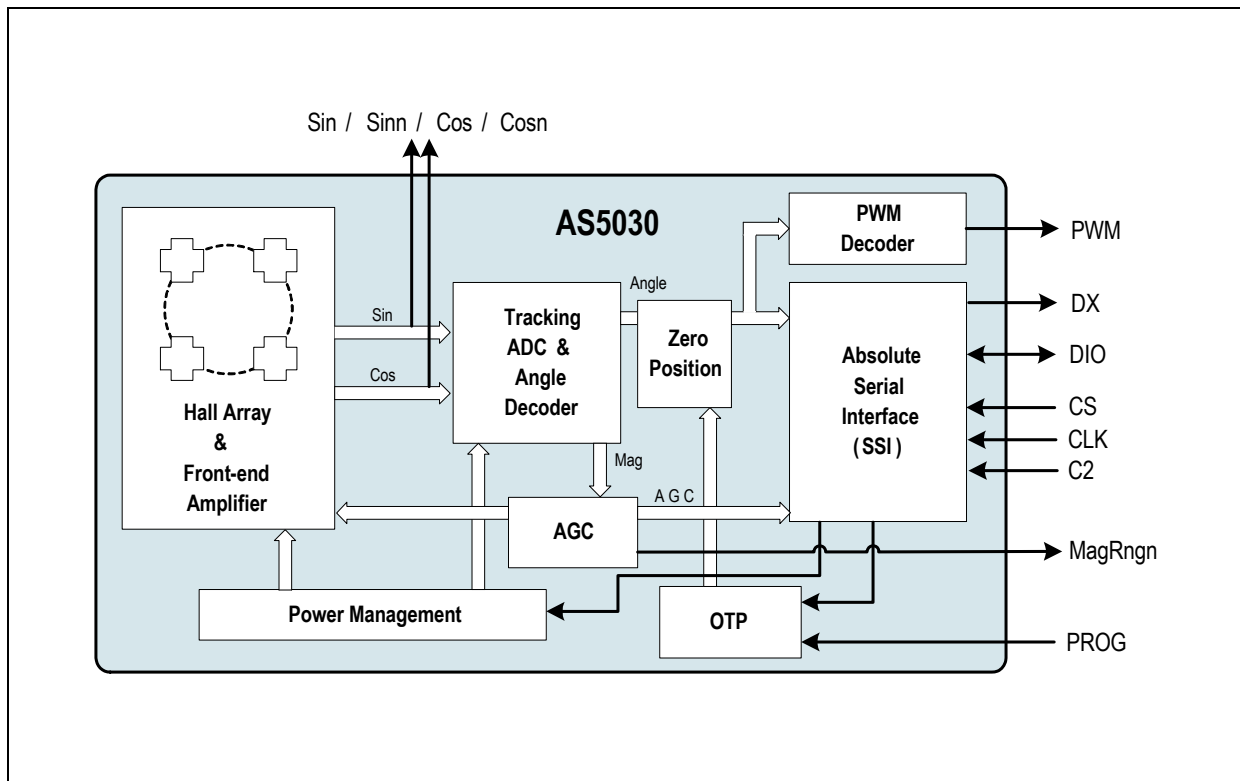 Sin / Sinn / Cos / Cosn
AS5030
PWM
Decoder
PWM
Hall Array
&
Front-end
Amplifier
Sin
Cos
Tracking
ADC &
Angle
Decoder
Angle
Zero
Position
Absolute
Serial
Interface
( SSI )
DX
DIO
CS
CLK
C2
Mag
AGC
A G C
MagRngn
Power Management
OTP
PROG